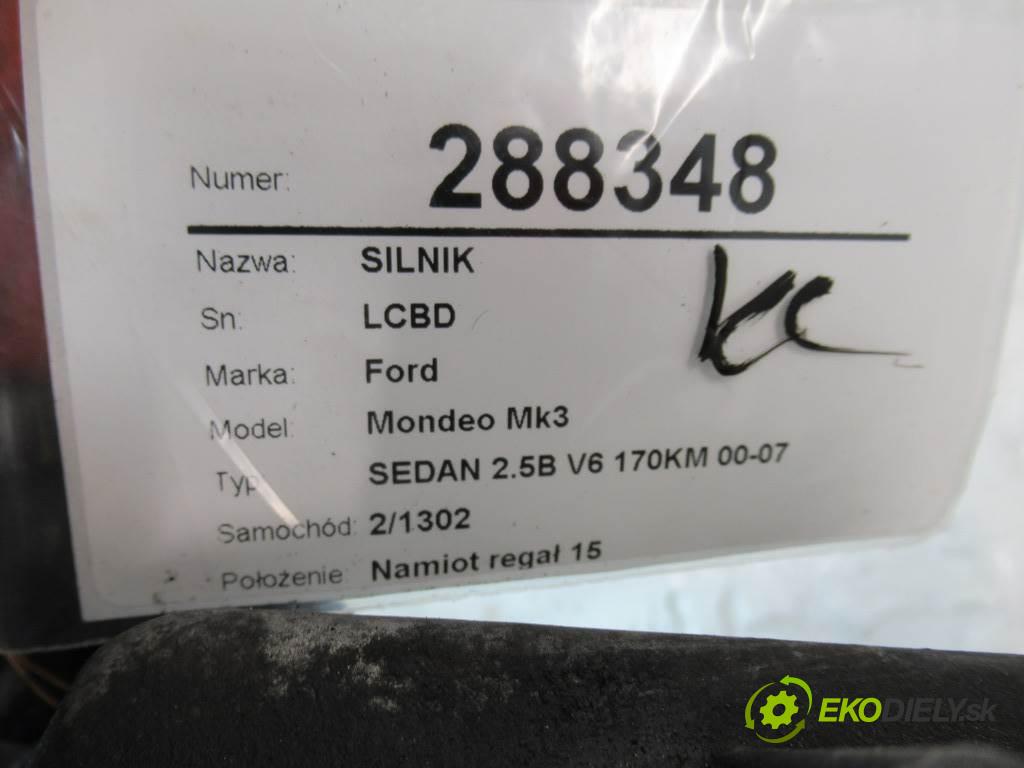 Numer: 288348
Nazwa: SILNIK
Sn: LCBD
Marka: Ford
Model: Mondeo Mk3
Typ SEDAN 2.5B V6 170KM 00-07
Samochód: 2/1302
Położenie: Namiot regał 15
EKODIELY.sk